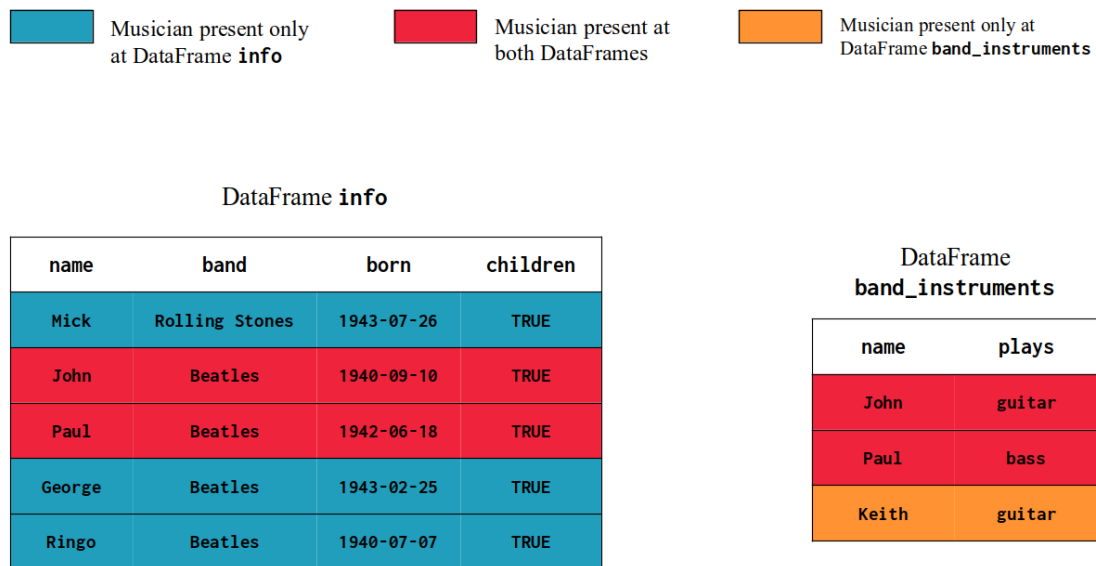 Musician present only
at DataFrame info
Musician present at
both DataFrames
Musician present only at
DataFrame band_instruments
DataFrame info
name band born children
Mick Rolling Stones 1943-07-26 TRUE
John Beatles 1940-09-10 TRUE
Paul Beatles 1942-06-18 TRUE
George Beatles 1943-02-25 TRUE
Ringo Beatles 1940-07-07 TRUE
DataFrame
band_instruments
name plays
John guitar
Paul bass
Keith guitar